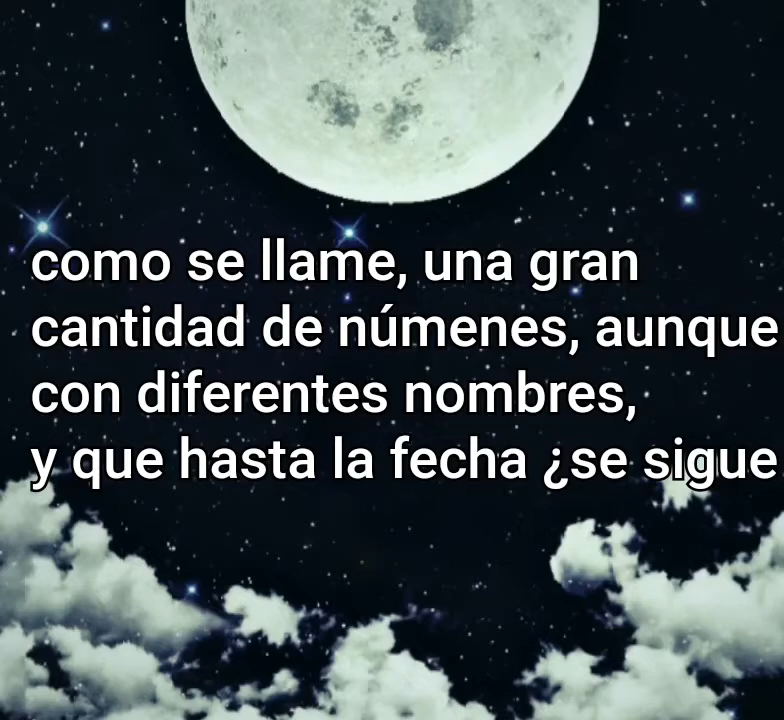 como se llame, una gran
cantidad de númenes, aunque
con diferentes nombres,
y que hasta la fecha ¿se sigue